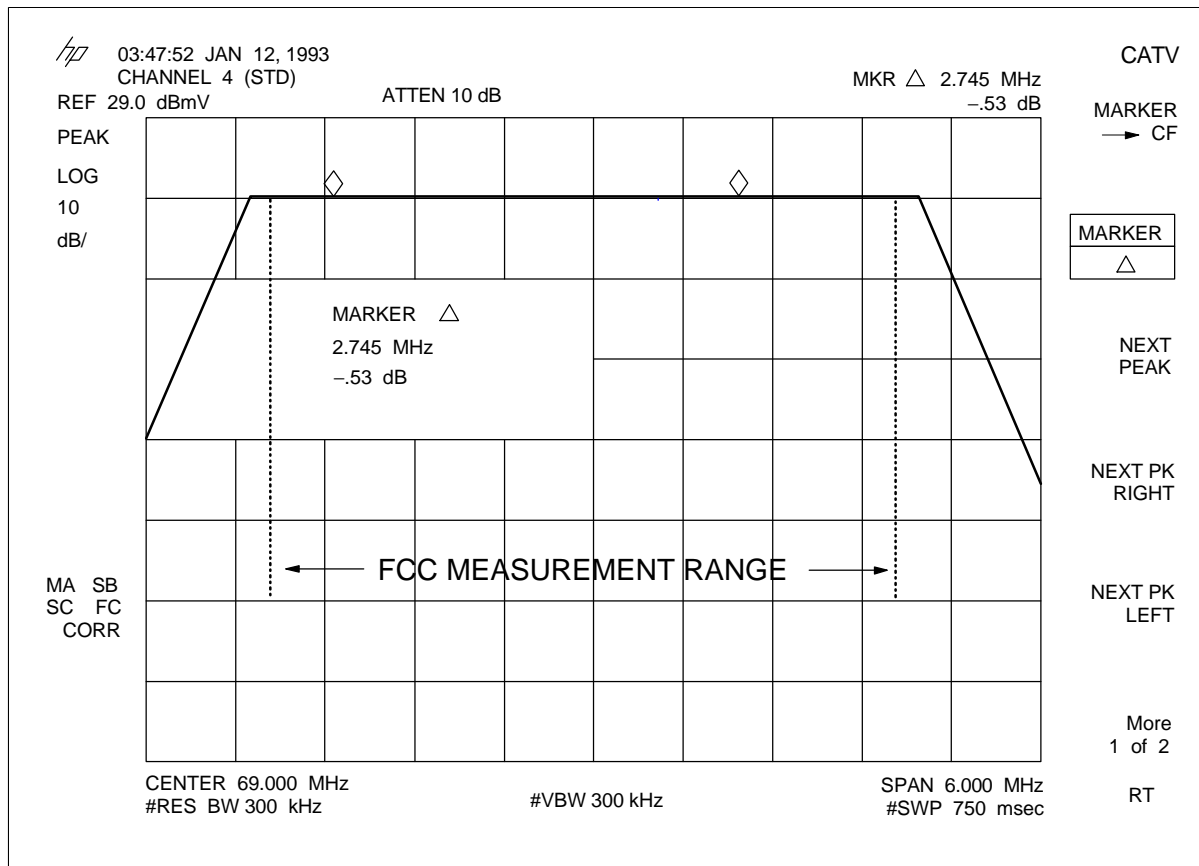 hp 03:47:52 JAN 12, 1993
CHANNEL 4 (STD)
REF 29.0 dBmV
ATTEN 10 dB
MKR △ 2.745 MHz
−.53 dB
CATV
PEAK
LOG
10
dB/
MARKER
→ CF
MARKER
△
MARKER △
2.745 MHz
−.53 dB
NEXT
PEAK
NEXT PK
RIGHT
FCC MEASUREMENT RANGE
MA SB
SC FC
CORR
NEXT PK
LEFT
More
1 of 2
CENTER 69.000 MHz
#RES BW 300 kHz
#VBW 300 kHz
SPAN 6.000 MHz
#SWP 750 msec
RT